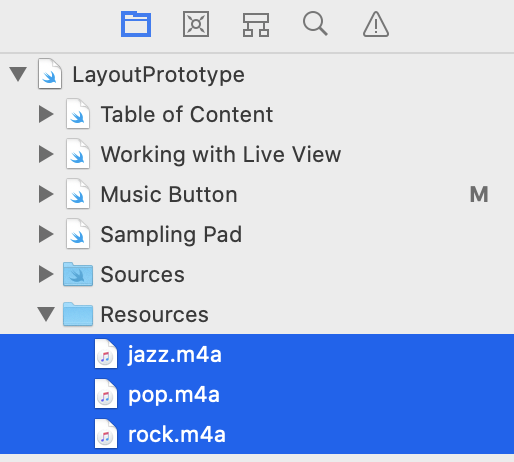 LayoutPrototype
Table of Content
Working with Live View
Music Button M
Sampling Pad
Sources
Resources
jazz.m4a
pop.m4a
rock.m4a